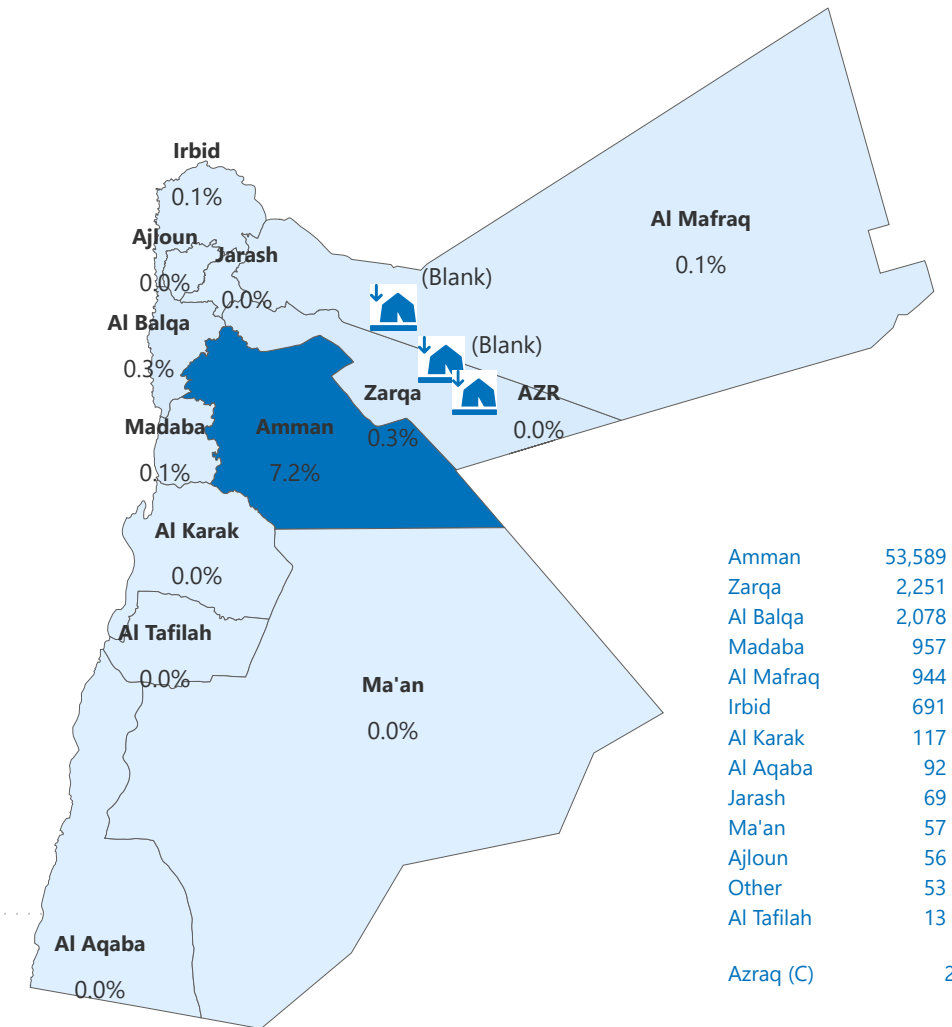 Irbid
0.1%
Ajloun
0.0%
Jarash
0.0%
Al Mafraq
0.1%
(Blank)
(Blank)
Al Balqa
0.3%
Zarqa
0.3%
AZR
0.0%
Madaba
0.1%
Amman
7.2%
Al Karak
0.0%
Al Tafilah
0.0%
Ma'an
0.0%
Al Aqaba
0.0%
Amman 53,589
Zarqa 2,251
Al Balqa 2,078
Madaba 957
Al Mafraq 944
Irbid 691
Al Karak 117
Al Aqaba 92
Jarash 69
Ma'an 57
Ajloun 56
Other 53
Al Tafilah 13
Azraq (C) 2